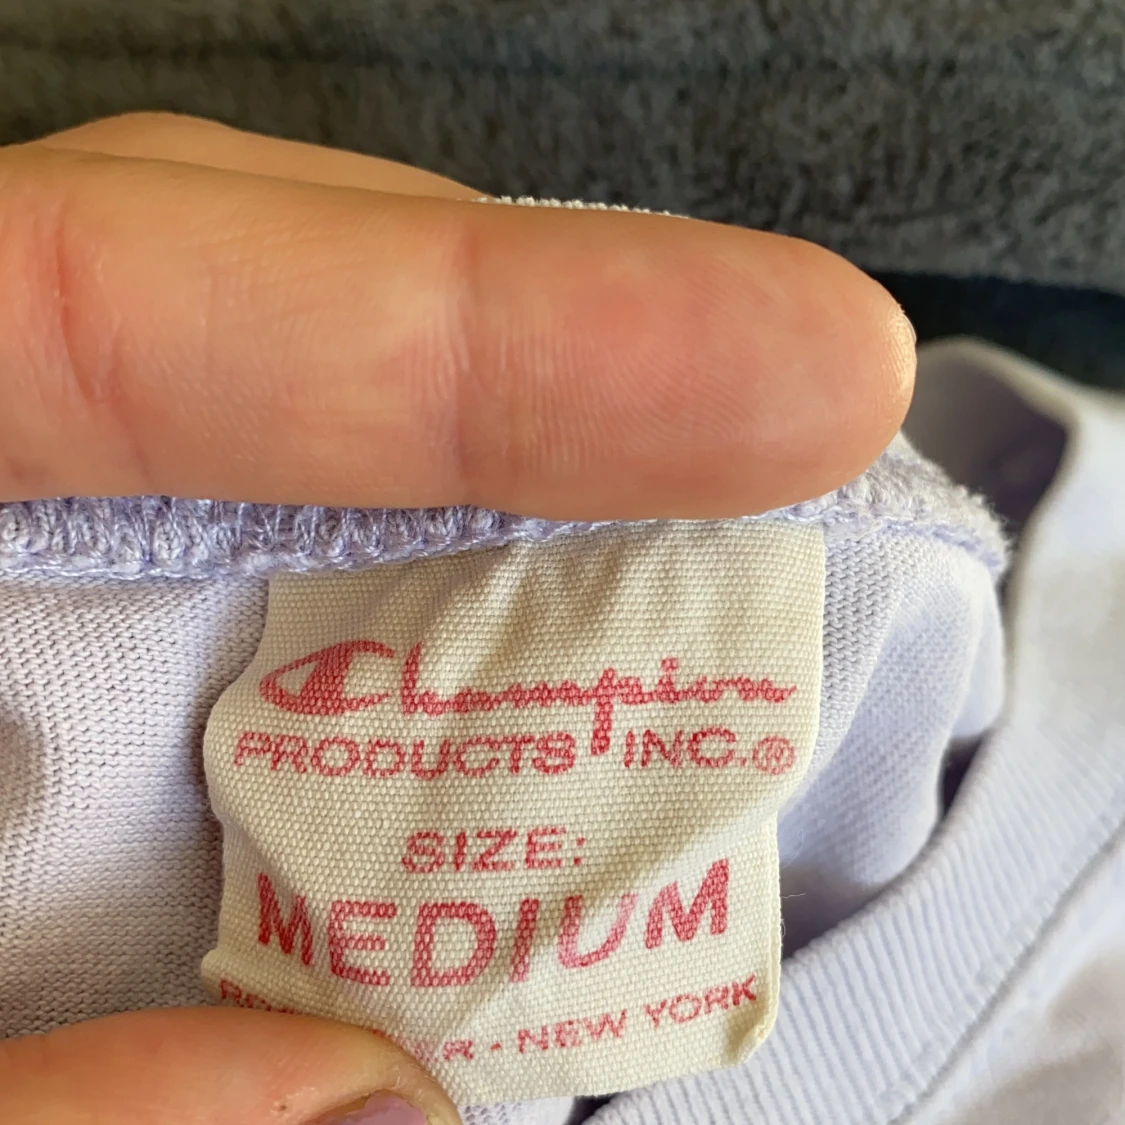 Champion
PRODUCTS INC.®
SIZE:
MEDIUM
- NEW YORK